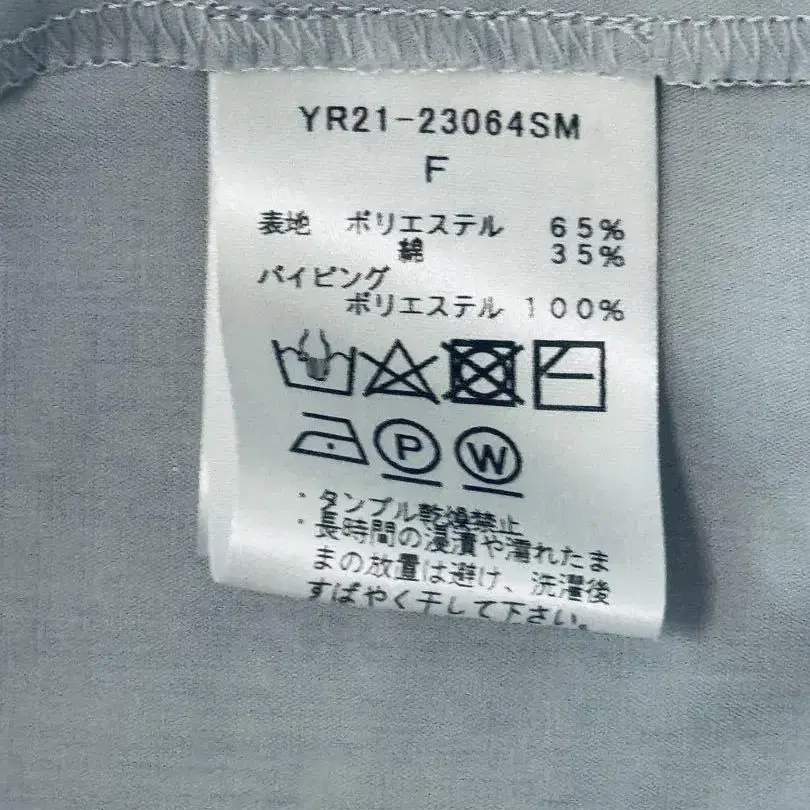 YR21-23064SM
F
表地 ポリエステル 65%
綿 35%
パイピング
ポリエステル 100%
P W
・タンブル乾燥禁止
・長時間の浸漬や濡れたま
まの放置は避け、洗濯後
すばやく干して下さい。